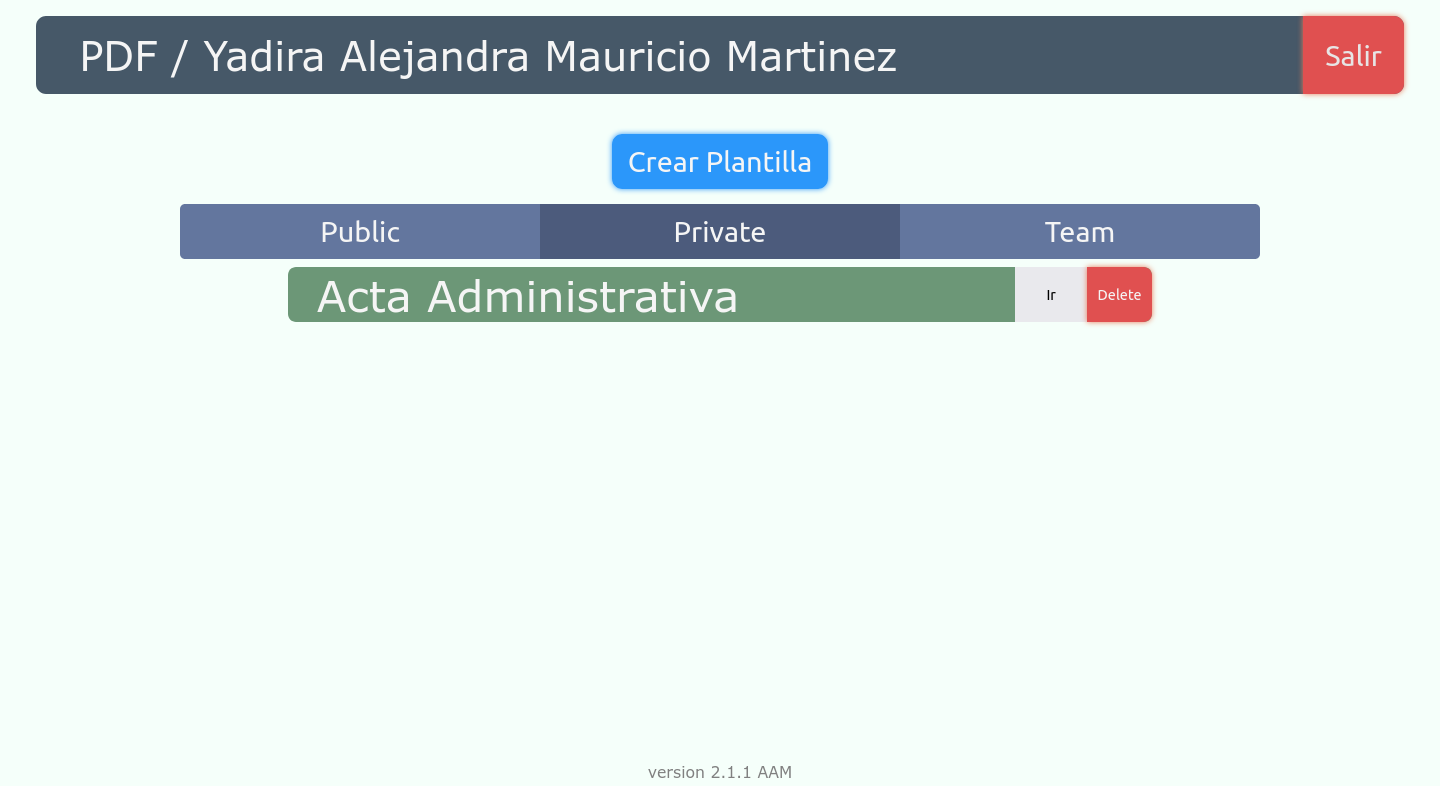 PDF / Yadira Alejandra Mauricio Martinez
Salir
Crear Plantilla
Public
Private
Team
Acta Administrativa
Ir
Delete
version 2.1.1 AAM